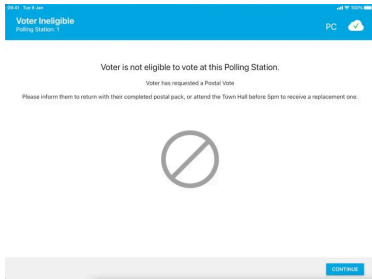 09:41 Tue 9 Jan
100%
Voter Ineligible
Polling Station: 1
PC
Voter is not eligible to vote at this Polling Station.
Voter has requested a Postal Vote
Please inform them to return with their completed postal pack, or attend the Town Hall before 5pm to receive a replacement one.
CONTINUE